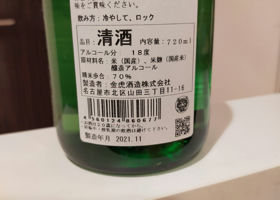 味をご賞味ください。
飲み方：冷やして、ロック
品目：清酒 内容量：720ml
アルコール分 18度
原材料名：米（国産）、米麹（国産米）
醸造アルコール
精米歩合：70％
製造者：金虎酒造株式会社
名古屋市北区山田三丁目11-16
4560124860677
製造年月 2021.11